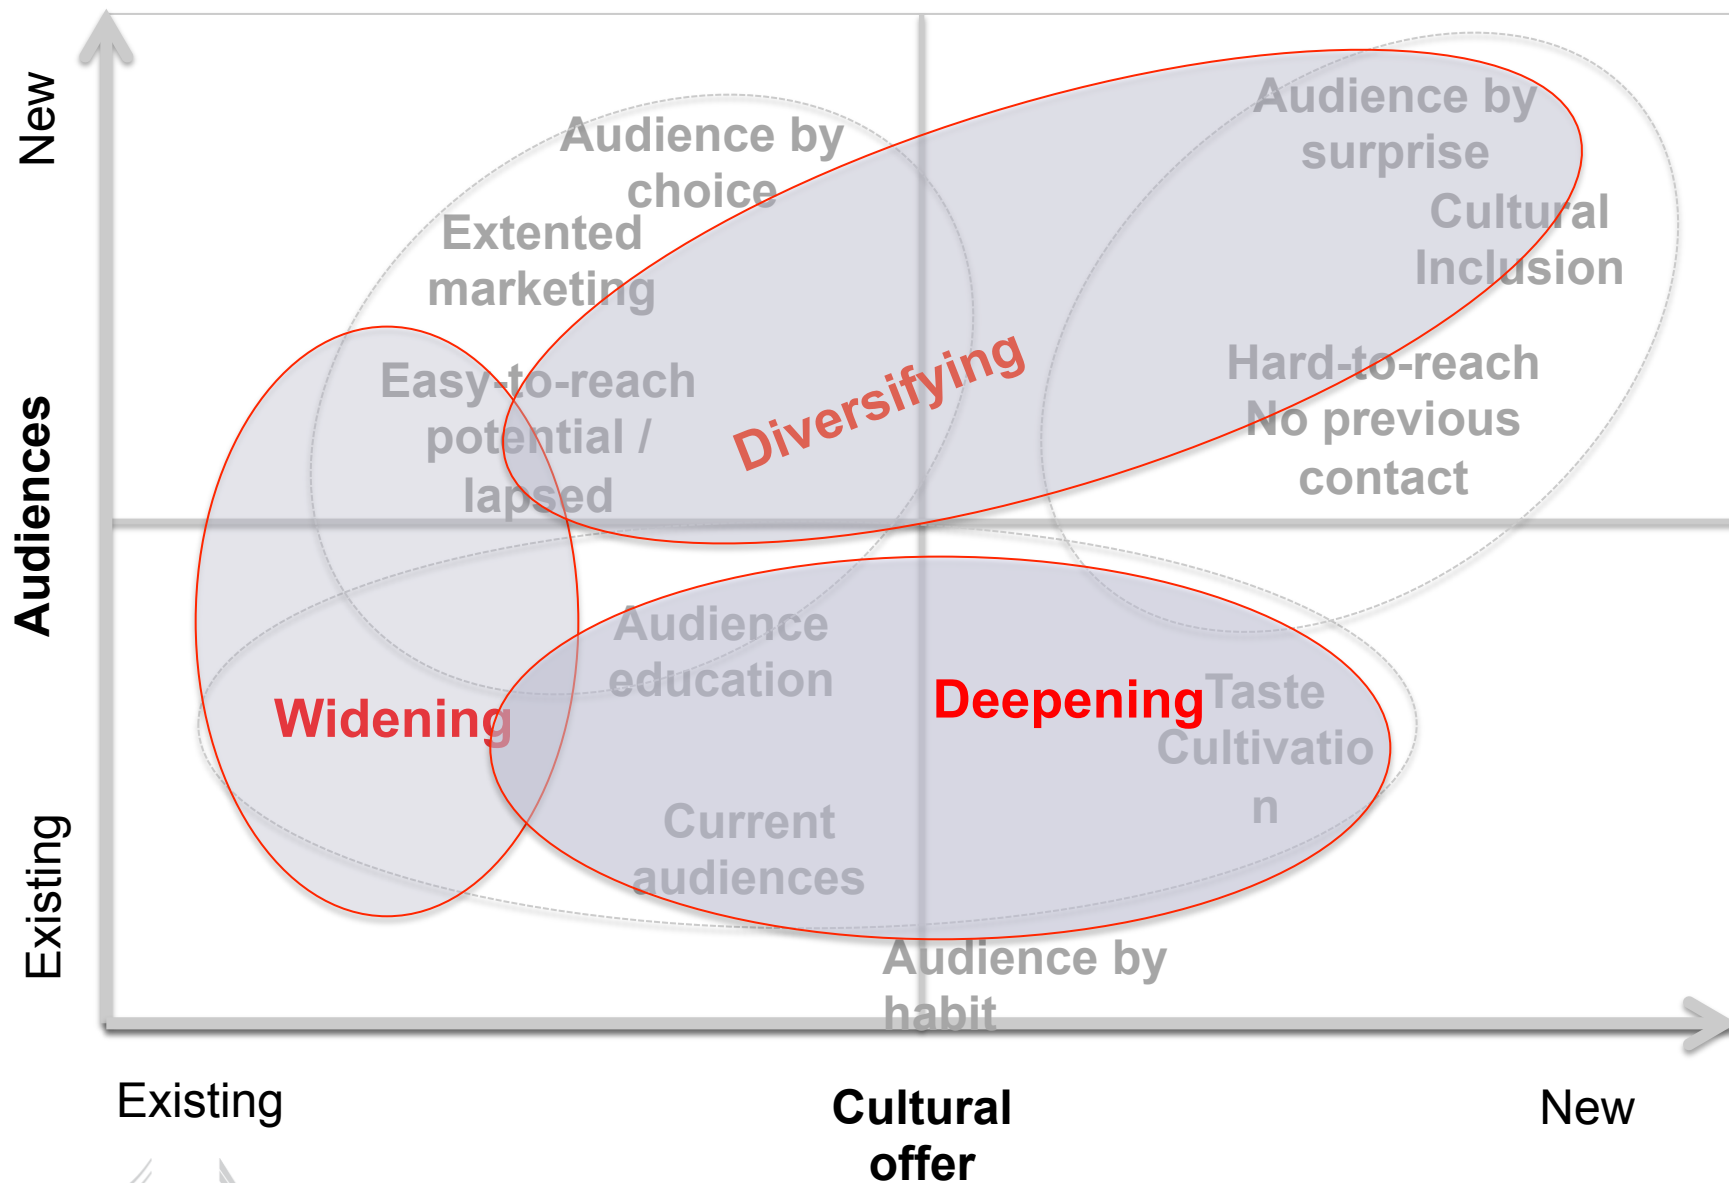 New
Audience by
choice
Audience by
surprise
Extented
marketing
Cultural
Inclusion
Easy-to-reach
potential /
lapsed
Diversifying
Hard-to-reach
No previous
contact
Audiences
Audience
education
Widening
Deepening
Taste
Cultivatio
n
Current
audiences
Existing
Audience by
habit
Existing
Cultural
offer
New